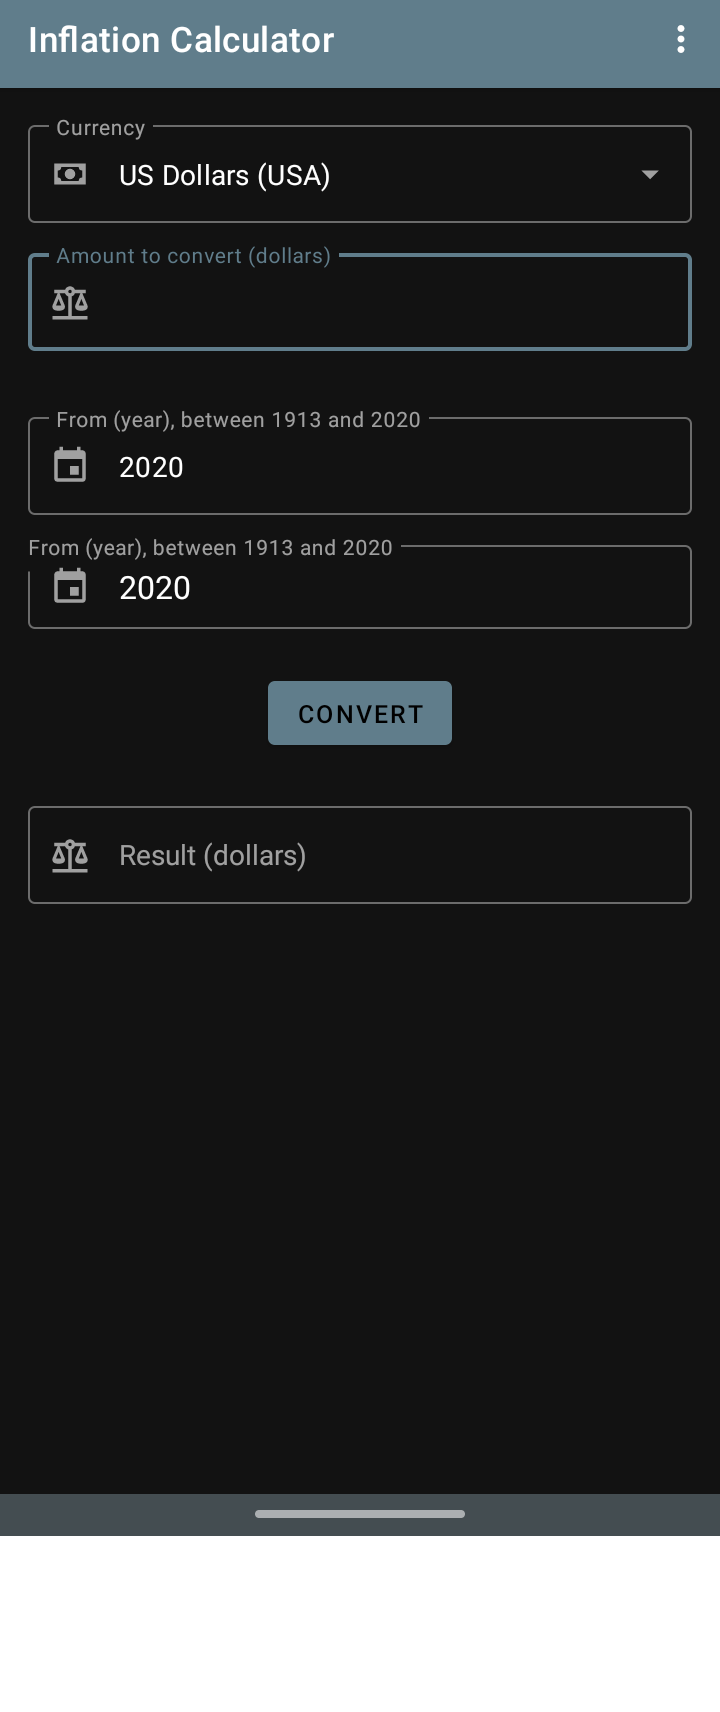 Inflation Calculator
Currency
US Dollars (USA)
Amount to convert (dollars)
From (year), between 1913 and 2020
2020
From (year), between 1913 and 2020
2020
CONVERT
Result (dollars)